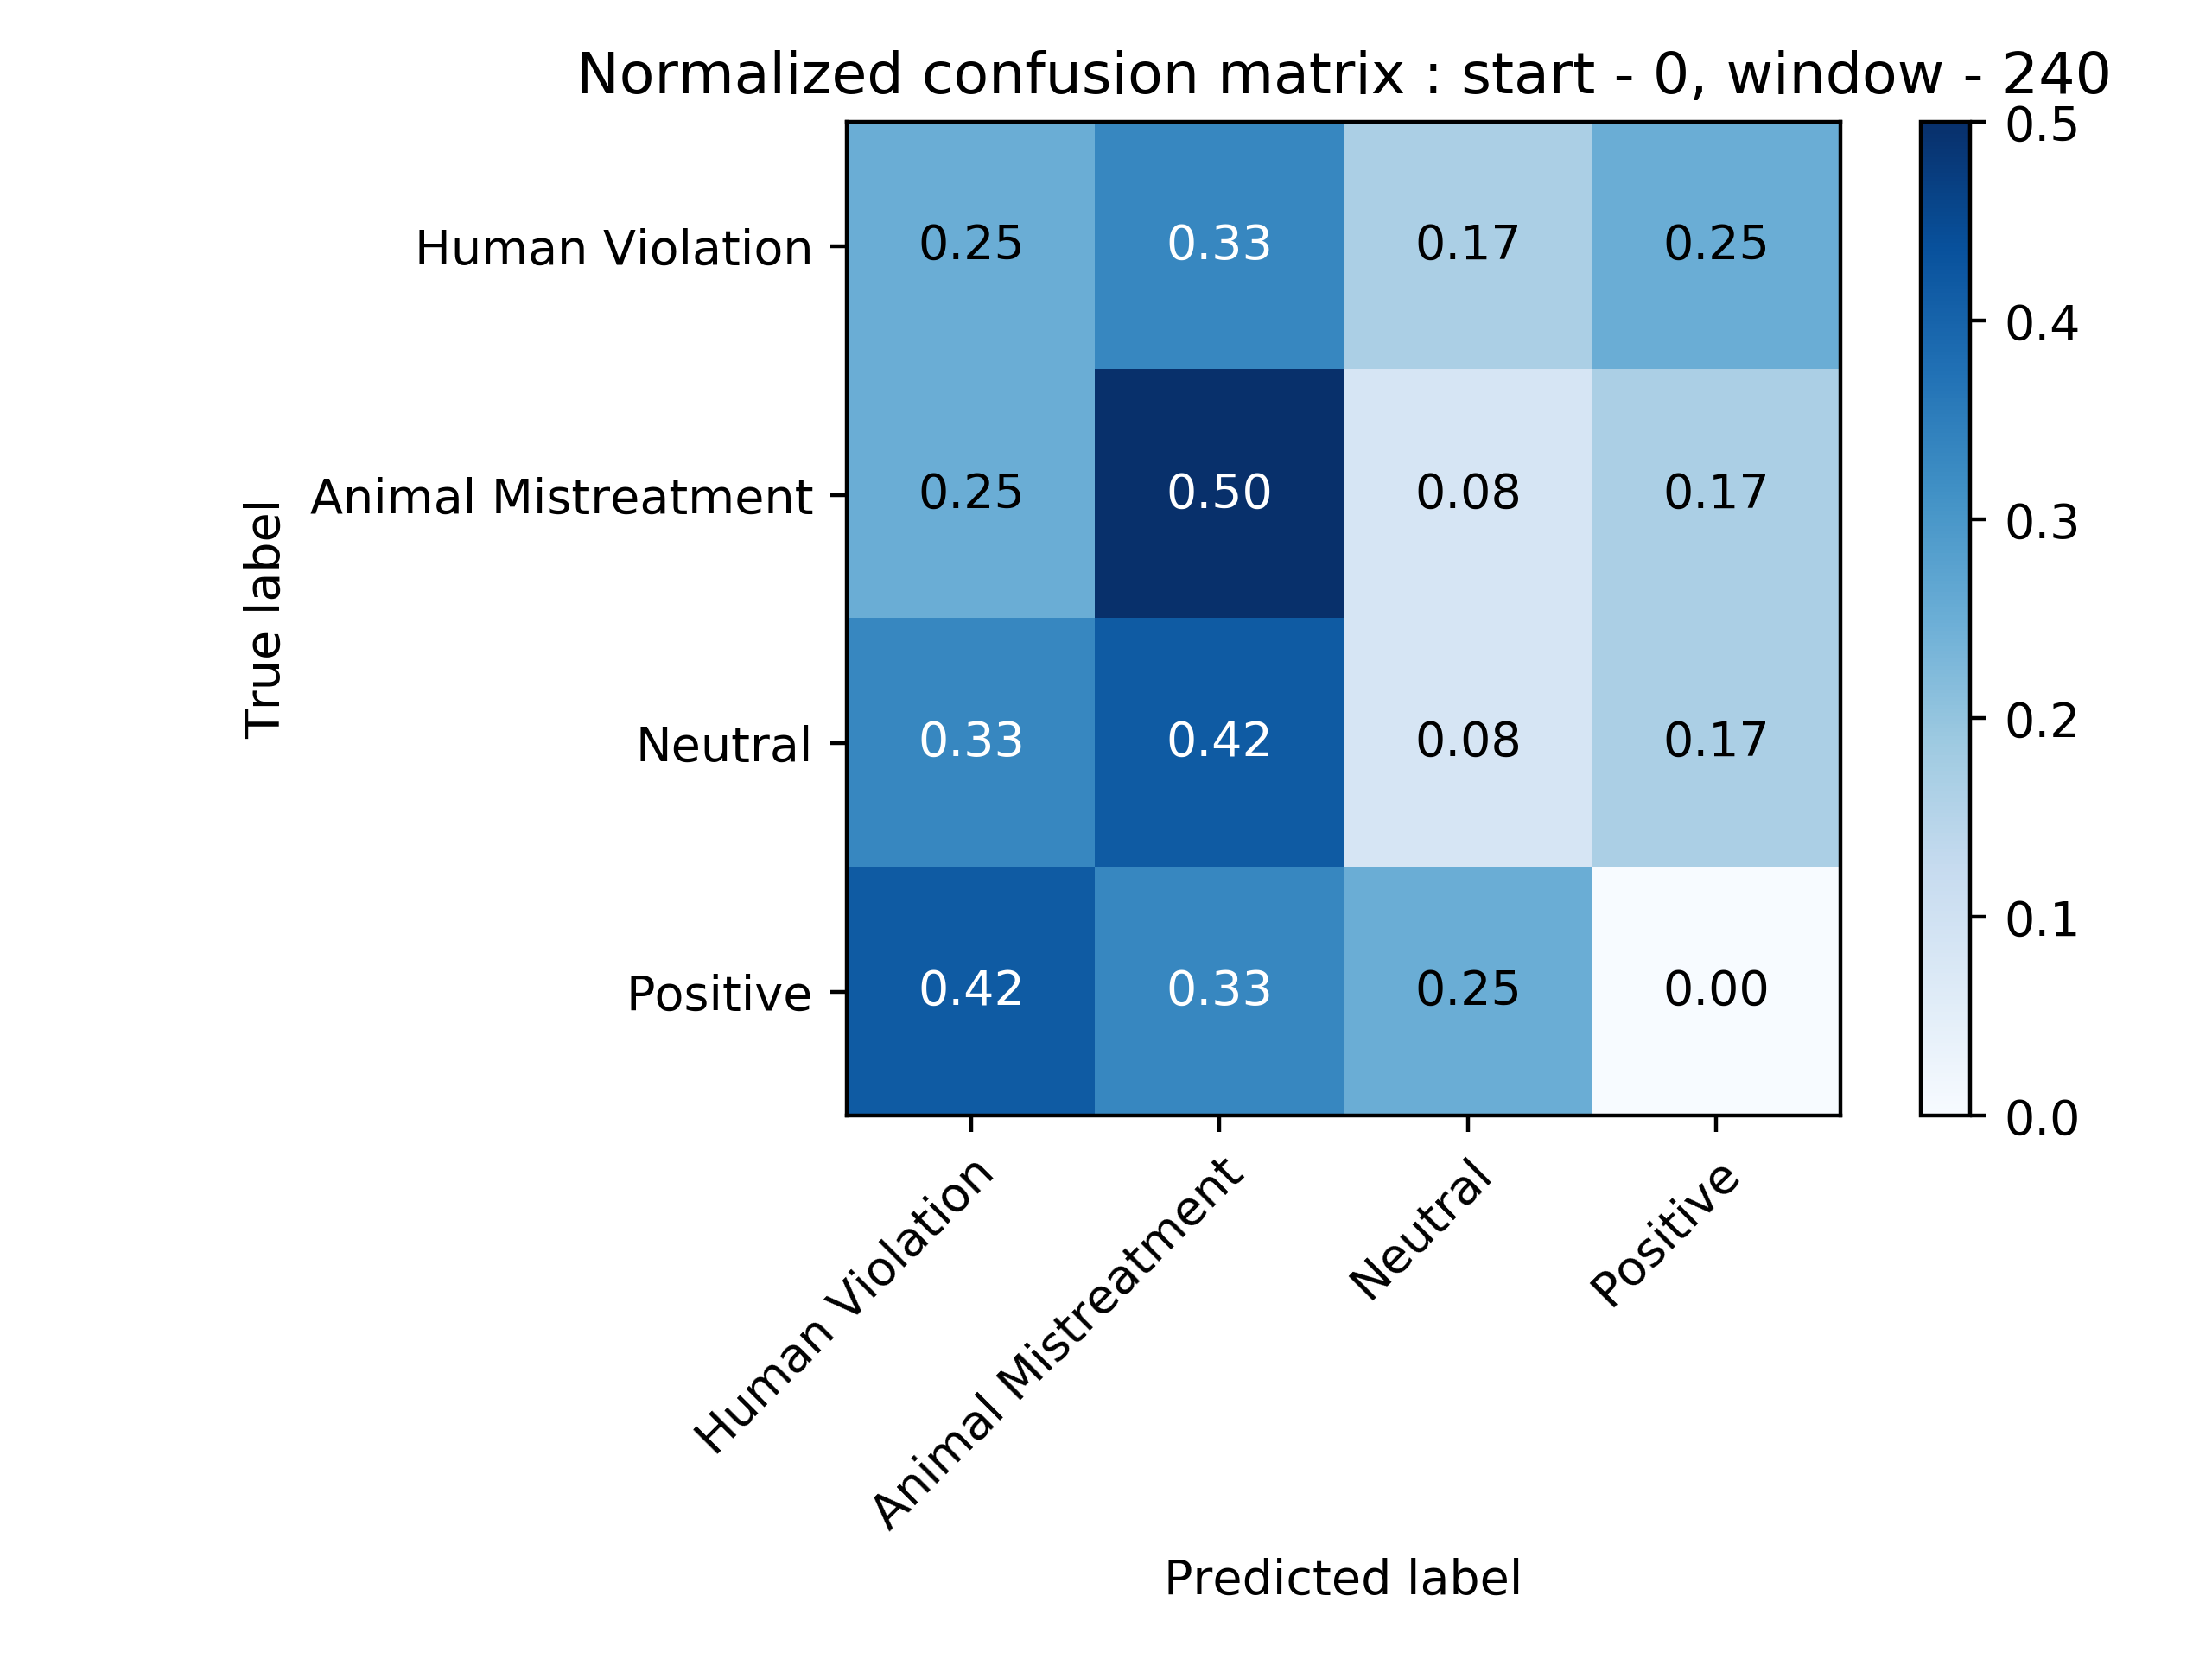 Normalized confusion matrix : start - 0, window - 240
True label
Human Violation
0.25 0.33 0.17 0.25
Animal Mistreatment
0.25 0.50 0.08 0.17
Neutral
0.33 0.42 0.08 0.17
Positive
0.42 0.33 0.25 0.00
Human Violation
Animal Mistreatment
Neutral
Positive
Predicted label
0.5
0.4
0.3
0.2
0.1
0.0